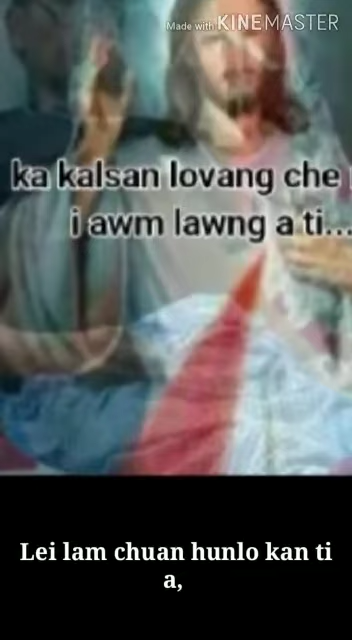 Made with KINEMASTER
ka kalsan lovang che
i awm lawng a ti...
Lei lam chuan hunlo kan ti
a,